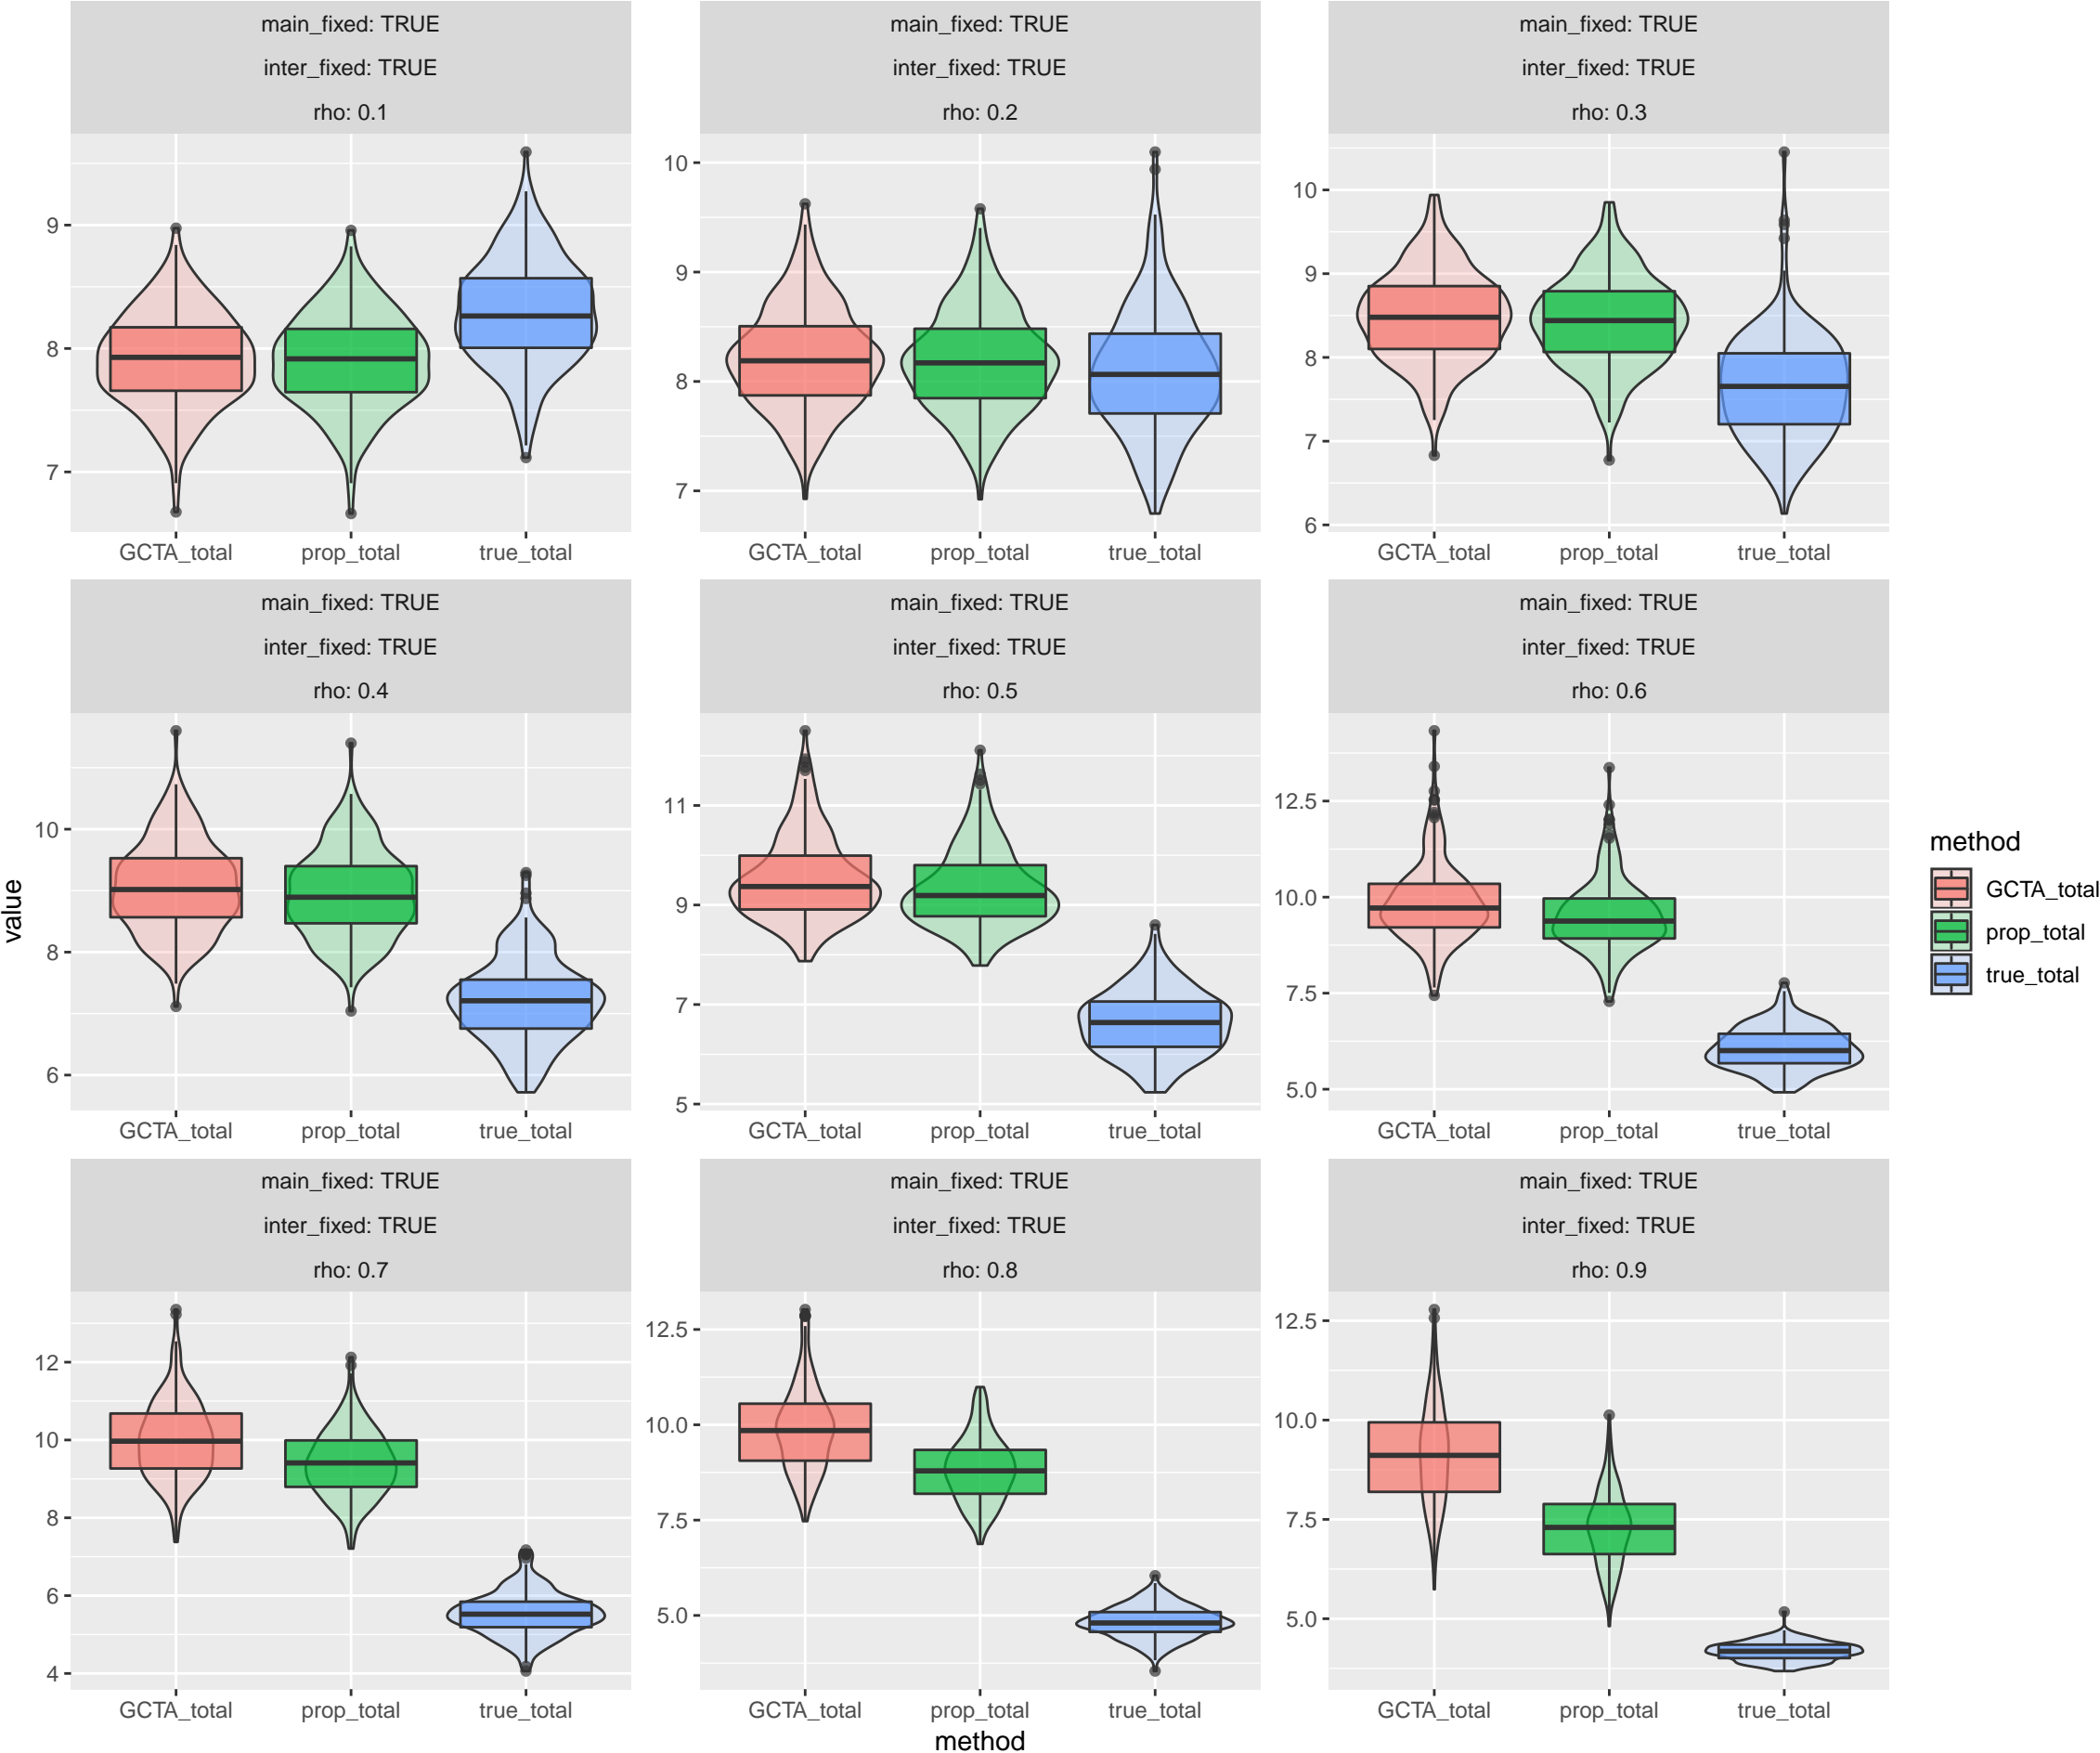 main_fixed: TRUE
inter_fixed: TRUE
rho: 0.1
main_fixed: TRUE
inter_fixed: TRUE
rho: 0.2
main_fixed: TRUE
inter_fixed: TRUE
rho: 0.3
9
8
7
10
9
8
7
10
9
8
7
6
GCTA_total prop_total true_total
GCTA_total prop_total true_total
GCTA_total prop_total true_total
main_fixed: TRUE
inter_fixed: TRUE
rho: 0.4
main_fixed: TRUE
inter_fixed: TRUE
rho: 0.5
main_fixed: TRUE
inter_fixed: TRUE
rho: 0.6
value
10
8
6
11
9
7
5
12.5
10.0
7.5
5.0
GCTA_total prop_total true_total
GCTA_total prop_total true_total
GCTA_total prop_total true_total
method
GCTA_total
prop_total
true_total
main_fixed: TRUE
inter_fixed: TRUE
rho: 0.7
main_fixed: TRUE
inter_fixed: TRUE
rho: 0.8
main_fixed: TRUE
inter_fixed: TRUE
rho: 0.9
12
10
8
6
4
12.5
10.0
7.5
5.0
12.5
10.0
7.5
5.0
GCTA_total prop_total true_total
GCTA_total prop_total true_total
GCTA_total prop_total true_total
method